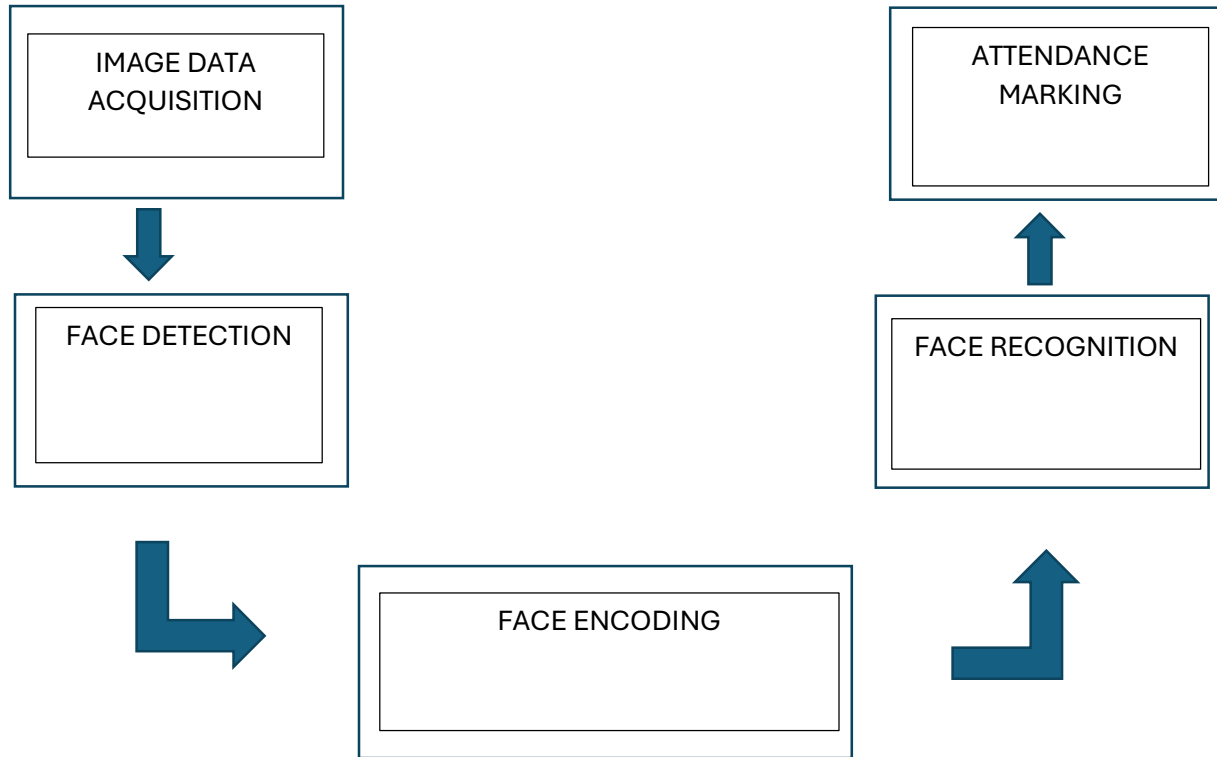 IMAGE DATA
ACQUISITION
FACE DETECTION
FACE ENCODING
FACE RECOGNITION
ATTENDANCE
MARKING